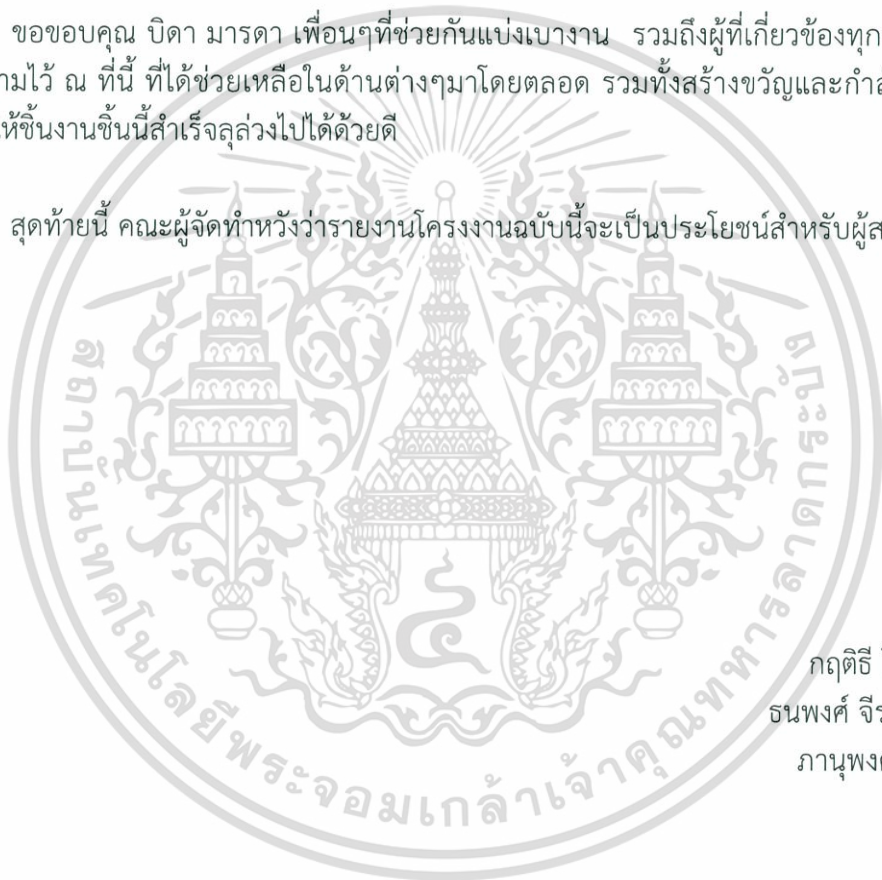 ขอขอบคุณ บิดา มารดา เพื่อนๆที่ช่วยกันแบ่งเบางาน รวมถึงผู้ที่เกี่ยวข้องทุก
ามไว้ ณ ที่นี้ ที่ได้ช่วยเหลือในด้านต่างๆมาโดยตลอด รวมทั้งสร้างขวัญและกำล
ห้ชิ้นงานชิ้นนี้สำเร็จลุล่วงไปได้ด้วยดี
สุดท้ายนี้ คณะผู้จัดทำหวังว่ารายงานโครงงานฉบับนี้จะเป็นประโยชน์สำหรับผู้ส
สถาบันเทคโนโลยีพระจอมเกล้าเจ้าคุณทหารลาดกระบัง
๔
กฤติธี
ธนพงศ์ จีร
ภานุพง